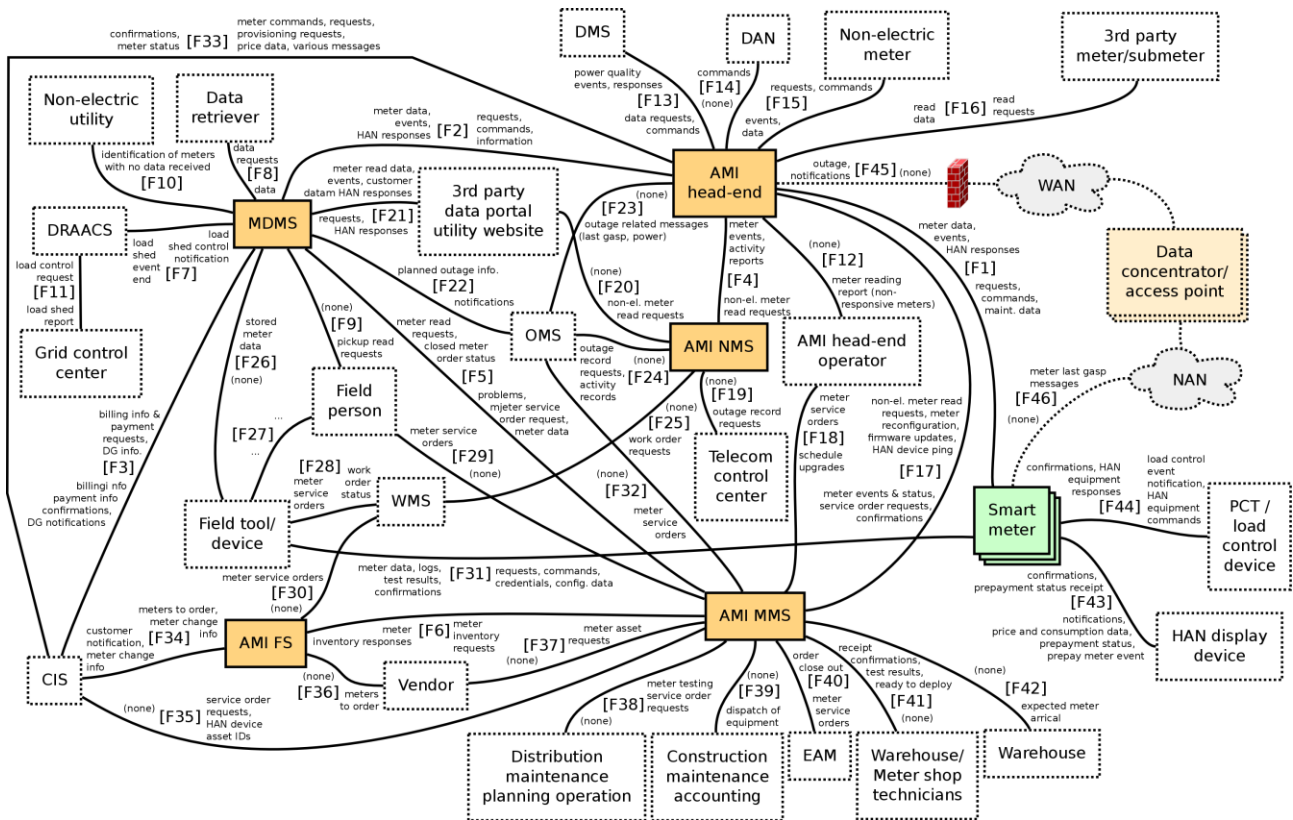 confirmations,
meter status
[F33]
meter commands, requests,
provisioning requests,
price data, various messages
DMS
DAN
Non-electric
meter
3rd party
meter/submeter
power quality
events, responses
[F13]
data requests,
commands
commands
[F14]
(none)
requests, commands
[F15]
events,
data
read
data
[F16]
read
requests
Non-electric
utility
Data
retriever
meter data,
events,
HAN responses
[F2]
requests,
commands,
information
identification of meters
with no data received
[F10]
data
requests
[F8]
data
meter read data,
events, customer
datam HAN responses
[F21]
requests,
HAN responses
3rd party
data portal
utility website
AMI
head-end
outage,
notifications
[F45]
(none)
WAN
(none)
[F23]
outage related messages
(last gasp, power)
DRAACS
MDMS
load
shed
event
end
load
shed control
notification
[F7]
load control
request
[F11]
load shed
report
Grid control
center
planned outage info.
[F22]
notifications
(none)
[F20]
non-el. meter
read requests
meter
events,
activity
reports
[F4]
non-el. meter
read requests
(none)
[F12]
meter reading
report (non-
responsive meters)
meter data,
events,
HAN responses
[F1]
requests,
commands,
maint. data
Data
concentrator/
access point
stored
meter
data
[F26]
(none)
(none)
[F9]
pickup read
requests
meter read
requests,
closed meter
order status
[F5]
problems,
mjeter service
order request,
meter data
OMS
outage
record
requests,
activity
records
(none)
[F24]
AMI NMS
AMI head-end
operator
(none)
[F19]
outage record
requests
meter last gasp
messages
[F46]
(none)
NAN
Field
person
billing info &
payment
requests,
DG info.
[F3]
billingi nfo
payment info
confirmations,
DG notifications
...
[F27]
...
meter service
orders
[F29]
(none)
(none)
[F25]
work order
requests
Telecom
control
center
meter
service
orders
[F18]
schedule
upgrades
non-el. meter read
requests, meter
reconfiguration,
firmware updates,
HAN device ping
[F17]
meter events & status,
service order requests,
confirmations
[F28]
meter
service
orders
work
order
status
WMS
Field tool/
device
(none)
[F32]
meter
service
orders
Smart
meter
confirmations, HAN
equipment
responses
[F44]
load control
event
notification,
HAN
equipment
commands
PCT /
load
control
device
meter service orders
[F30]
(none)
meter data, logs,
test results,
confirmations
[F31]
requests, commands,
credentials, config. data
confirmations,
prepayment status receipt
[F43]
notifications,
price and consumption data,
prepayment status,
prepay meter event
HAN display
device
meters to order,
meter change
info
[F34]
customer
notification,
meter change
info
AMI FS
meter
inventory responses
[F6]
meter
inventory
requests
meter asset
requests
[F37]
(none)
AMI MMS
CIS
(none)
[F36]
meters
to order
Vendor
(none)
[F35]
service order
requests,
HAN device
asset IDs
meter testing
service order
requests
[F38]
(none)
(none)
[F39]
dispatch of
equipment
order
close out
[F40]
meter
service
orders
receipt
confirmations,
test results,
ready to deploy
[F41]
(none)
(none)
[F42]
expected meter
arrical
Distribution
maintenance
planning operation
Construction
maintenance
accounting
EAM
Warehouse/
Meter shop
technicians
Warehouse